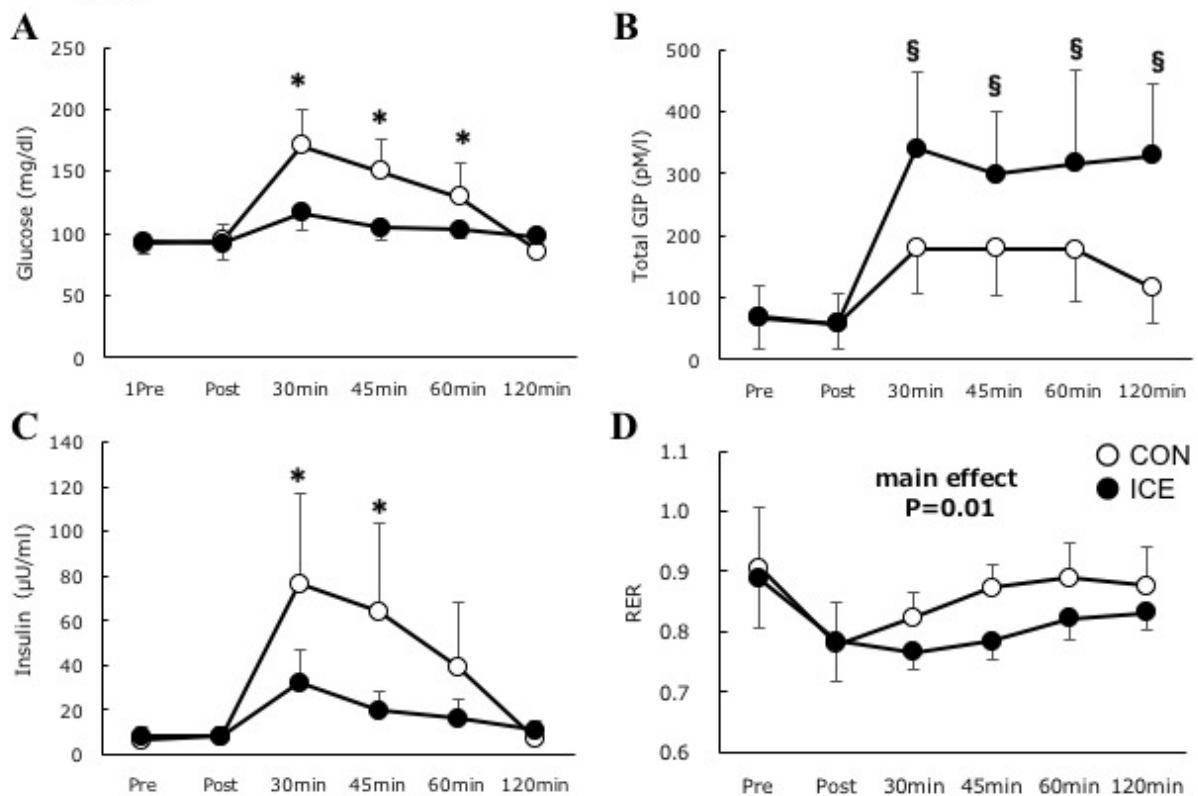 A
250
200
150
100
50
0
Glucose (mg/dl)
* * *
1Pre Post 30min 45min 60min 120min
B
500
400
300
200
100
0
Total GIP (pM/l)
§ § § §
Pre Post 30min 45min 60min 120min
C
140
120
100
80
60
40
20
0
Insulin (μU/ml)
* *
Pre Post 30min 45min 60min 120min
D
1.1
1.0
0.9
0.8
0.7
0.6
RER
main effect
P=0.01
CON
ICE
Pre Post 30min 45min 60min 120min